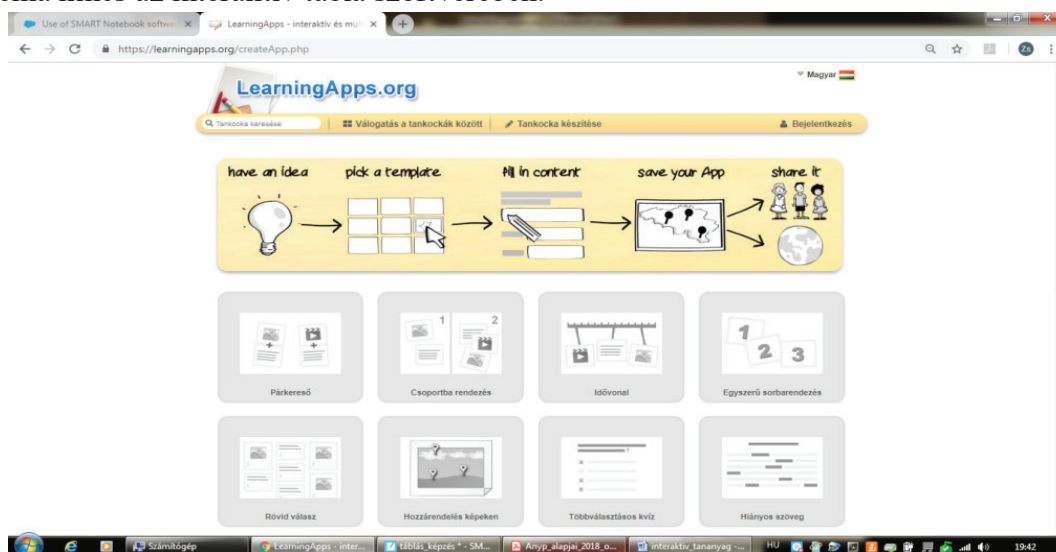 Use of SMART Notebook softwa
LearningApps - interaktív és mult
https://learningapps.org/createApp.php
Zs
LearningApps.org
Magyar
Tankocka keresése
Válogatás a tankockák között
Tankocka készítése
Bejelentkezés
have an idea
pick a template
fill in content
save your App
share it
1
2
1
2
3
Párkereső
Csoportba rendezés
Idővonal
Egyszerű sorbarendezés
Rövid válasz
Hozzárendelés képeken
Többválasztásos kvíz
Hiányos szöveg
Számítógép
LearningApps - inter...
táblás_képzés * - SM...
Anyp_alapjai_2018_o...
interaktiv_tananyag -...
HU
19:42